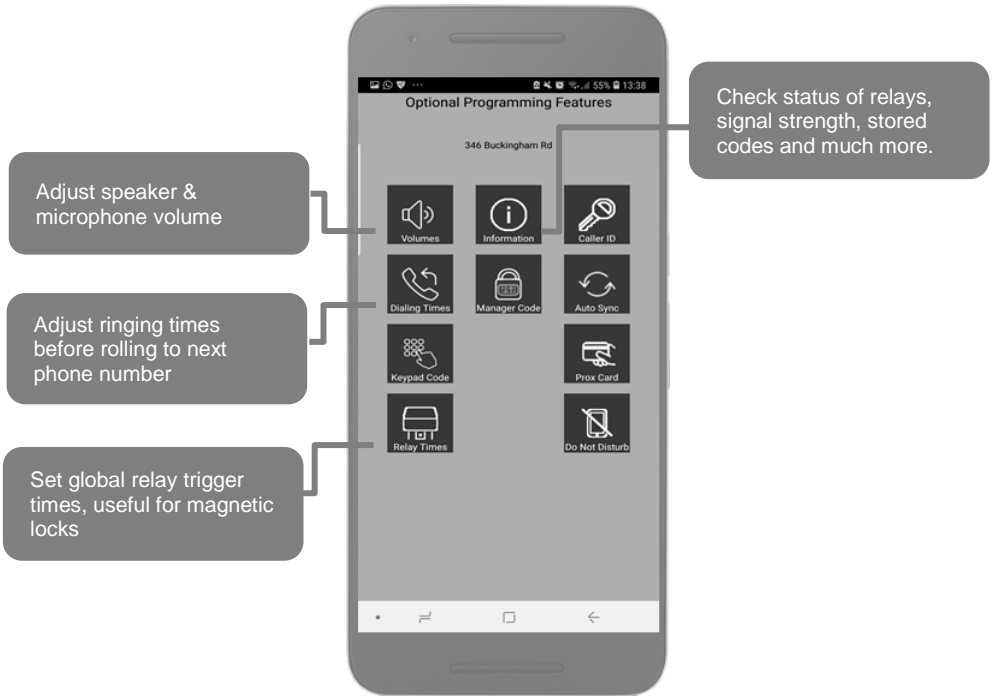 55% 13:38
Optional Programming Features
346 Buckingham Rd
Check status of relays,
signal strength, stored
codes and much more.
Adjust speaker &
microphone volume
Volumes
Information
Caller ID
Adjust ringing times
before rolling to next
phone number
Dialing Times
Manager Code
Auto Sync
Keypad Code
Prox Card
Set global relay trigger
times, useful for magnetic
locks
Relay Times
Do Not Disturb